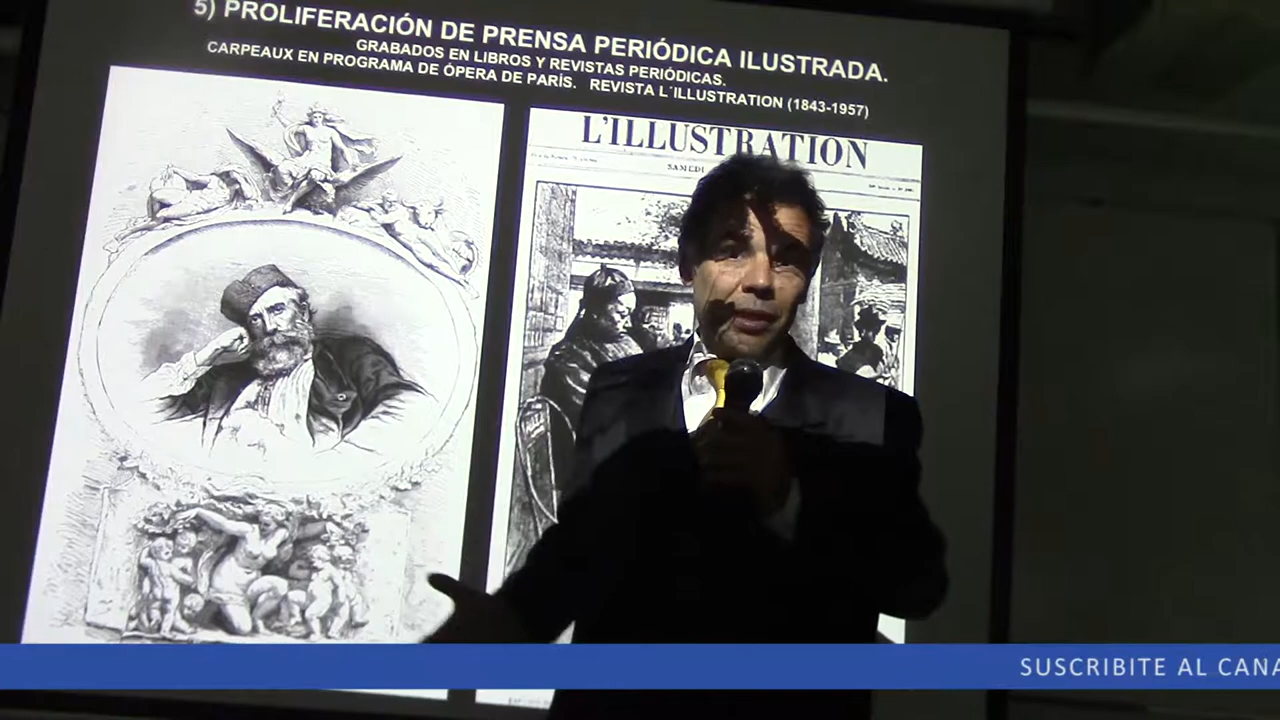 5) PROLIFERACIÓN DE PRENSA PERIÓDICA ILUSTRADA.
GRABADOS EN LIBROS Y REVISTAS PERIÓDICAS.
CARPEAUX EN PROGRAMA DE ÓPERA DE PARÍS. REVISTA L´ILLUSTRATION (1843-1957)
L'ILLUSTRATION
SAMEDI
SUSCRIBITE AL CANA